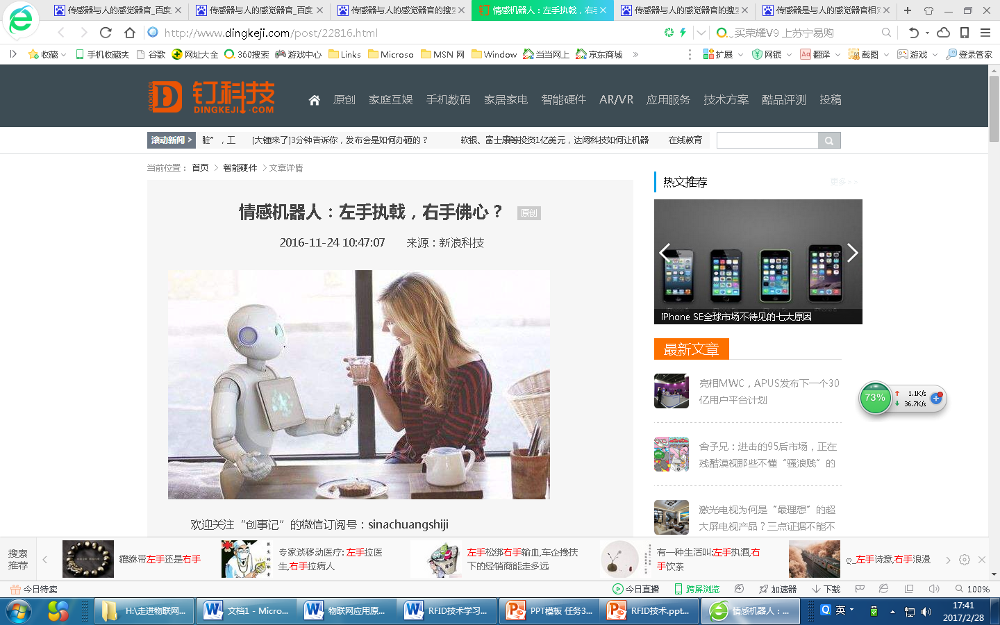 传感器与人的感觉器官_百度
传感器与人的感觉器官_百度
传感器与人的感觉器官的搜
情感机器人：左手执戟，右
传感器与人的感觉器官的搜
传感器是与人的感觉器官相
http://www.dingkeji.com/post/22816.html
买荣耀V9 上苏宁易购
收藏 手机收藏夹 谷歌 网址大全 360搜索 游戏中心 Links Microso MSN 网 Window 当当网上 京东商城 »
扩展 网银 翻译 截图 游戏 登录管家
钉科技
DINGKEJI.COM
原创 家庭互娱 手机数码 家居家电 智能硬件 AR/VR 应用服务 技术方案 酷品评测 投稿
滚动新闻 > 脏”，工 [大锤来了]3分钟告诉你，发布会是如何办砸的？ 软银、富士康等投资1亿美元，达闼科技如何让机器 在线教育
当前位置： 首页 > 智能硬件 > 文章详情
情感机器人：左手执戟，右手佛心？ 原创
2016-11-24 10:47:07 来源：新浪科技
欢迎关注“创事记”的微信订阅号：sinachuangshiji
热文推荐 更多>>
iPhone SE全球市场不待见的七大原因
最新文章
亮相MWC，APUS发布下一个30
亿用户平台计划
舍予兄：进击的95后市场，正在
残酷漠视那些不懂“骚浪贱”的
激光电视为何是“最理想”的超
大屏电视产品？三点证据不能不
73% 1.1K/s
36.7K/s
搜索
推荐
貔貅带左手还是右手
专家谈移动医疗: 左手拉医
生,右手拉病人
左手松绑右手输血,车企搀扶
下的经销商能走多远
有一种生活叫:左手执酒,右
手饮茶
ღ_左手诗意,右手浪漫
今日特卖
今日直播 跨屏浏览 加速器 下载 100%
H:\走进物联网...
文档1 - Micro...
物联网应用原...
RFID技术学习...
PPT模板 任务3...
RFID技术.ppt...
情感机器人：...
英
17:41
2017/2/28